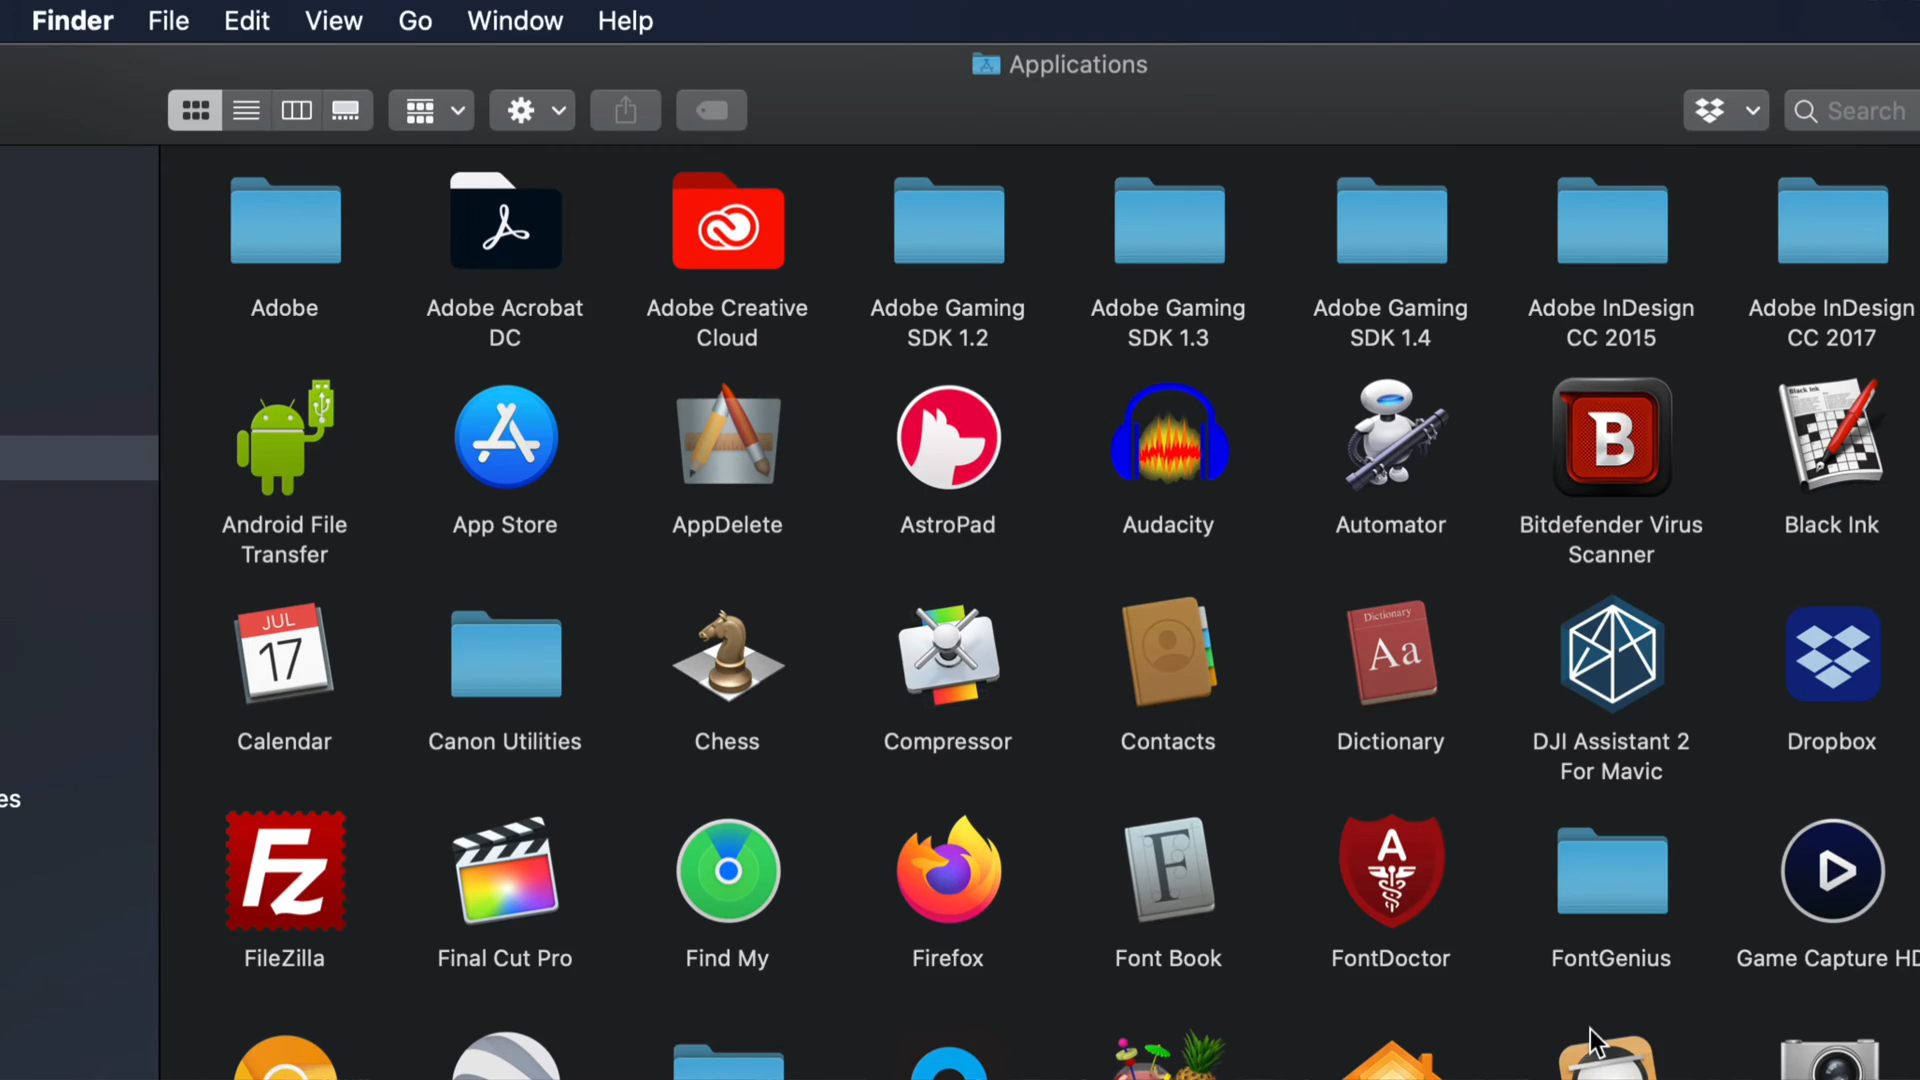 Finder File Edit View Go Window Help
Applications
Search
Adobe
Adobe Acrobat
DC
Adobe Creative
Cloud
Adobe Gaming
SDK 1.2
Adobe Gaming
SDK 1.3
Adobe Gaming
SDK 1.4
Adobe InDesign
CC 2015
Adobe InDesign
CC 2017
Black Ink
B
Android File
Transfer
App Store
AppDelete
AstroPad
Audacity
Automator
Bitdefender Virus
Scanner
Black Ink
JUL
17
Dictionary
Aa
Calendar
Canon Utilities
Chess
Compressor
Contacts
Dictionary
DJI Assistant 2
For Mavic
Dropbox
es
Fz
F
A
FileZilla
Final Cut Pro
Find My
Firefox
Font Book
FontDoctor
FontGenius
Game Capture HD